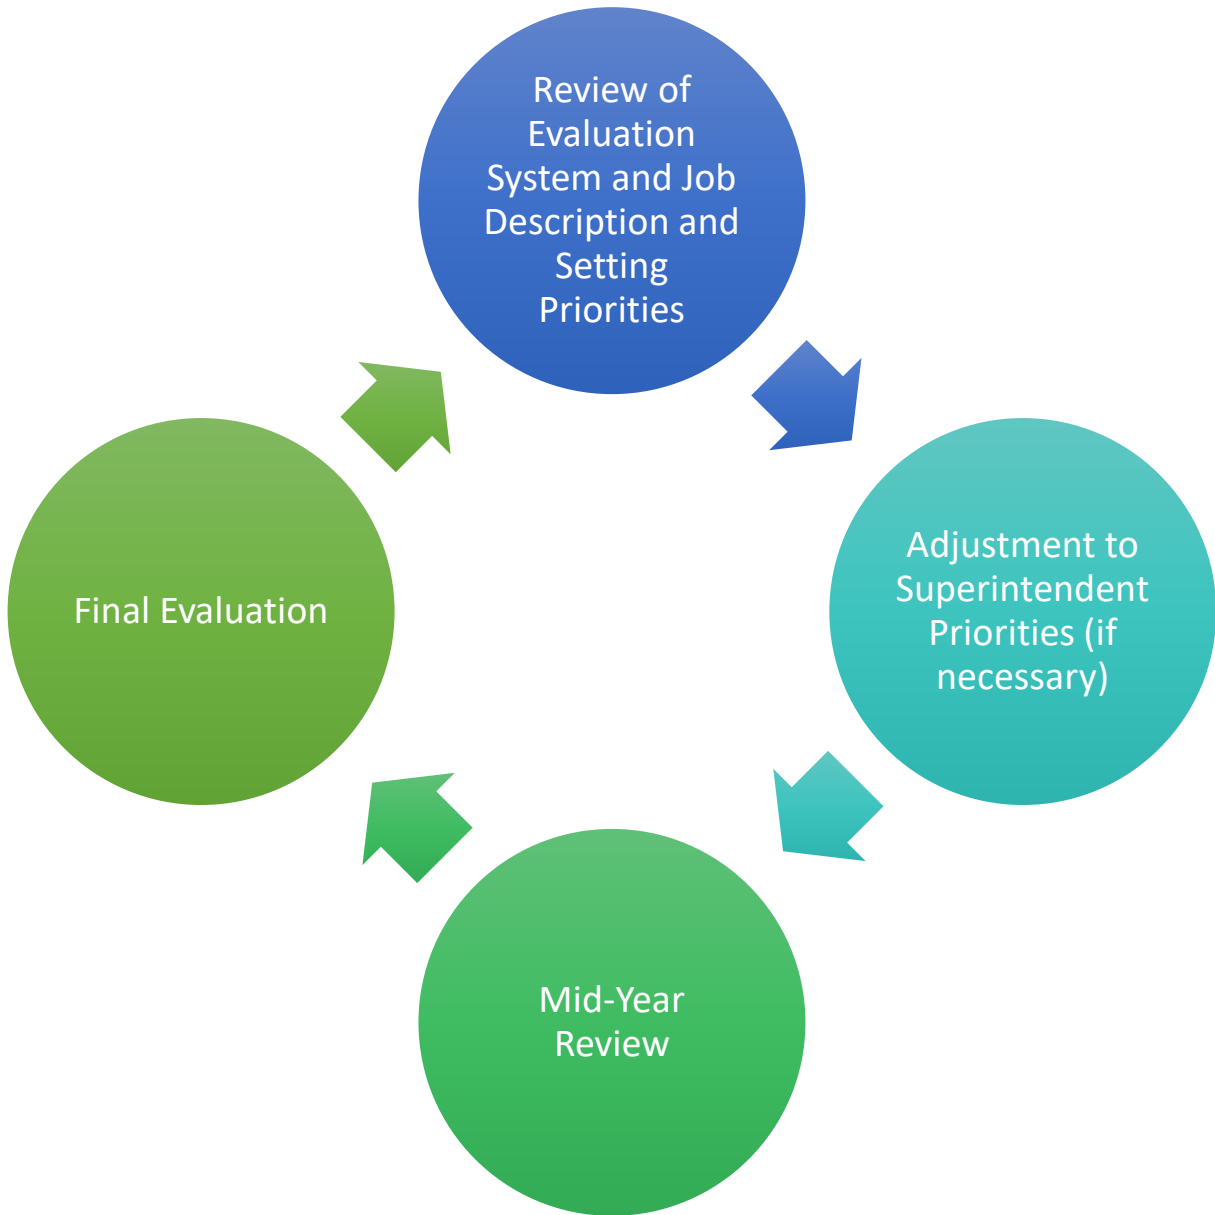 Review of
Evaluation
System and Job
Description and
Setting
Priorities
Adjustment to
Superintendent
Priorities (if
necessary)
Mid-Year
Review
Final Evaluation